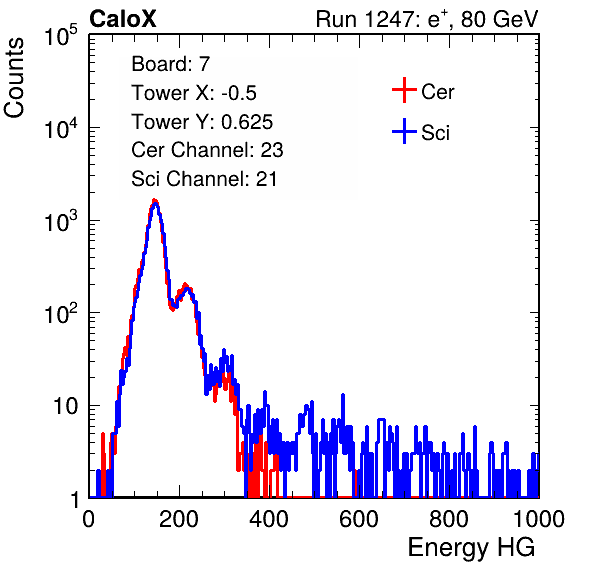 CaloX Run 1247: e⁺, 80 GeV
Counts
Board: 7
Tower X: -0.5
Tower Y: 0.625
Cer Channel: 23
Sci Channel: 21
Cer
Sci
10⁵
10⁴
10³
10²
10
1
0 200 400 600 800 1000
Energy HG